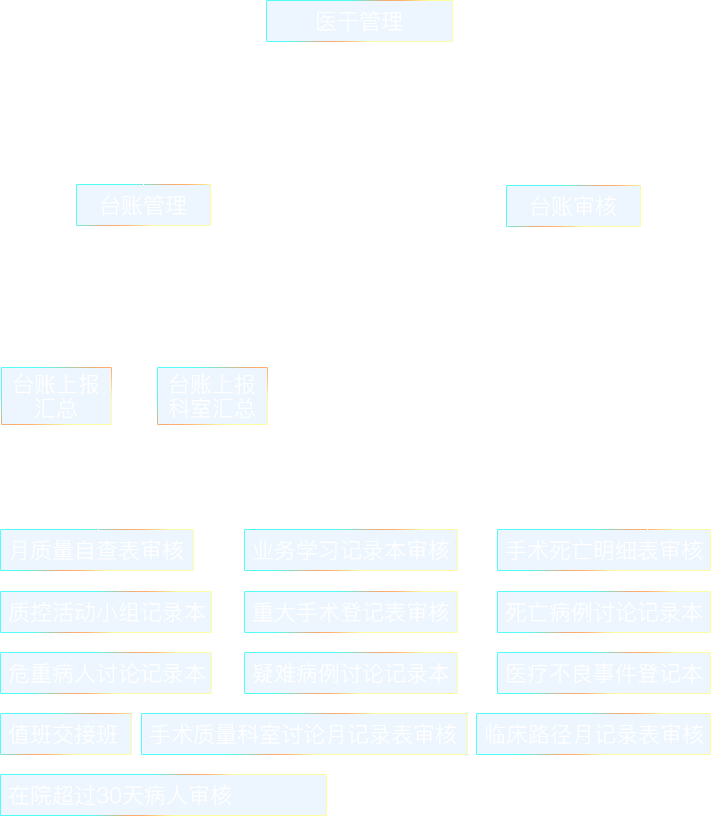 医干管理
台账管理
台账审核
台账上报
汇总
台账上报
科室汇总
月质量自查表审核
业务学习记录本审核
手术死亡明细表审核
质控活动小组记录本
重大手术登记表审核
死亡病例讨论记录本
危重病人讨论记录本
疑难病例讨论记录本
医疗不良事件登记本
值班交接班
手术质量科室讨论月记录表审核
临床路径月记录表审核
在院超过30天病人审核